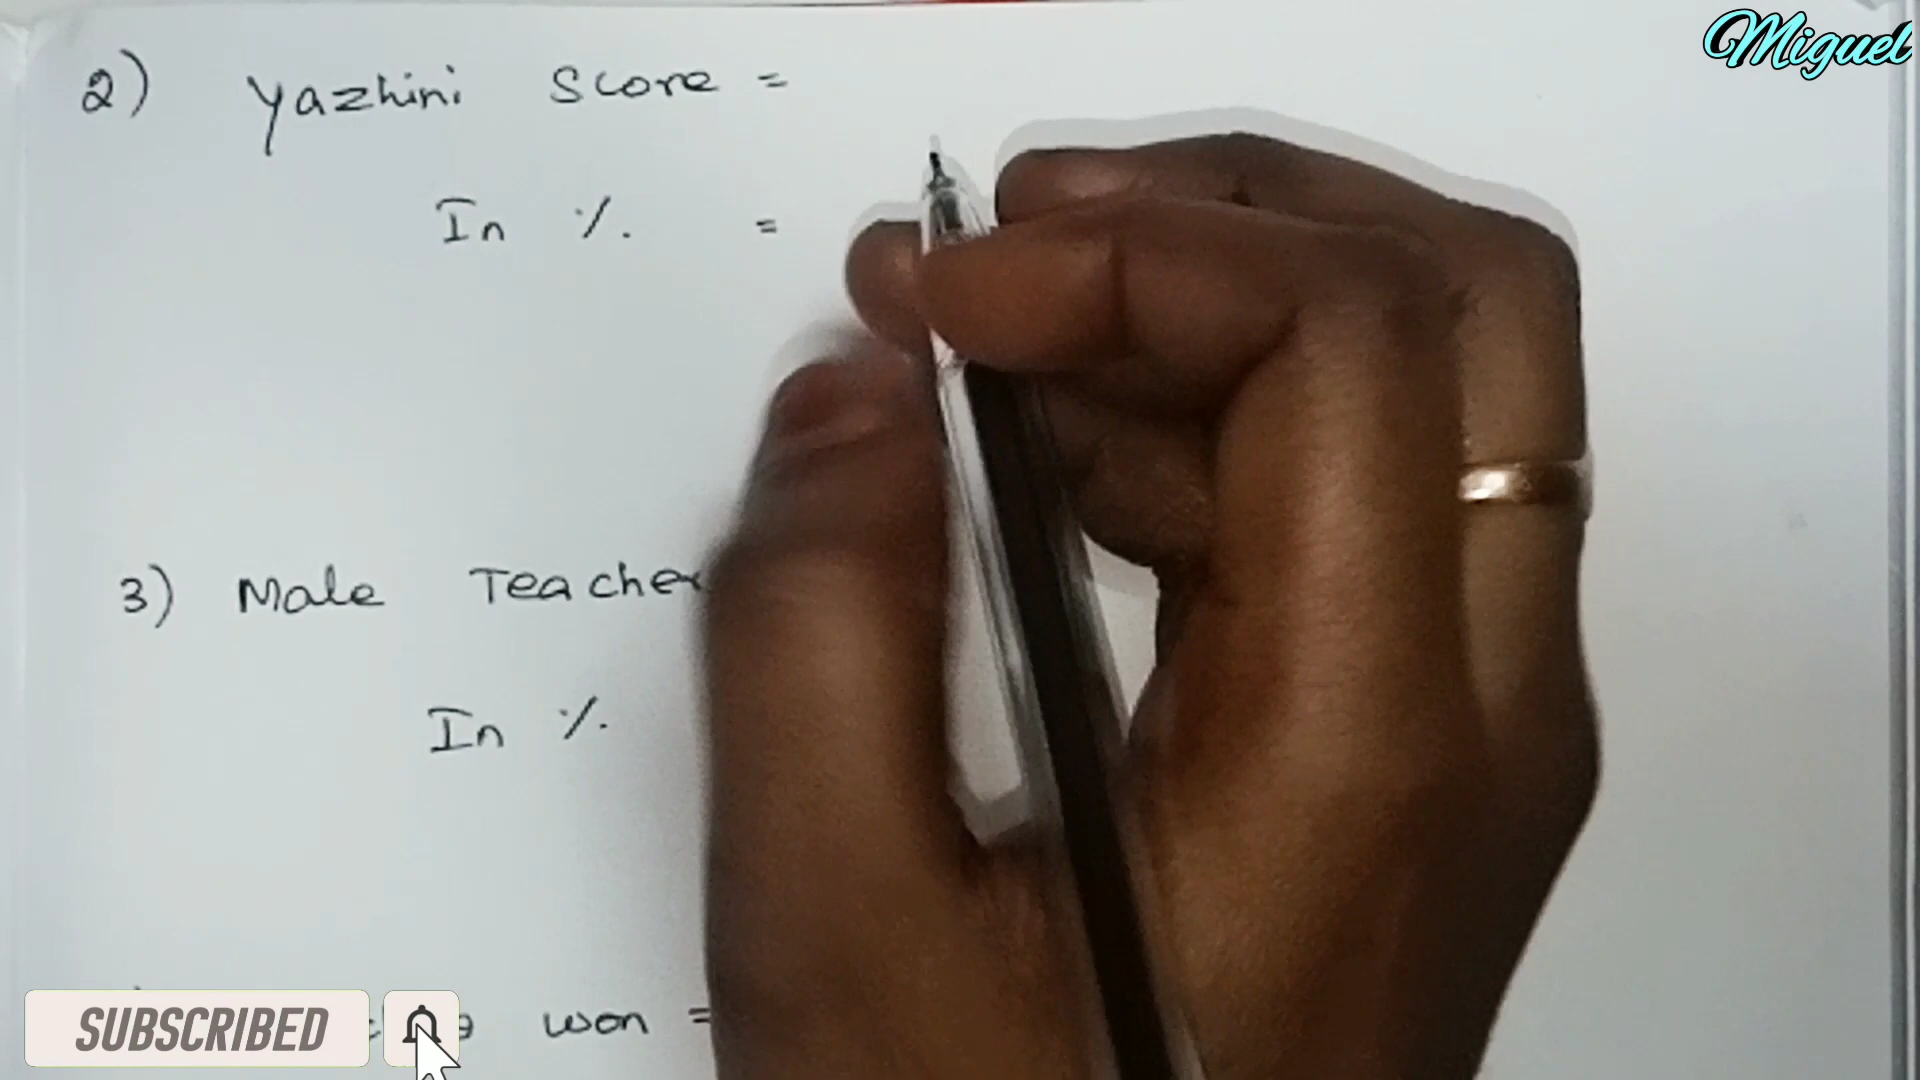 Miguel
2) Yazhini Score =
In % =
3) Male Teacher
In %
won =
SUBSCRIBED